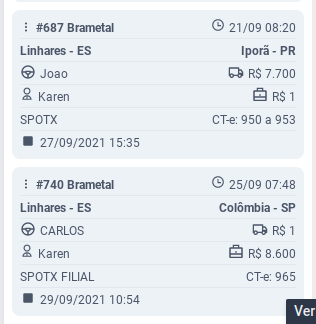 #687 Brametal 21/09 08:20
Linhares - ES Iporã - PR
Joao R$ 7.700
Karen R$ 1
SPOTX CT-e: 950 a 953
27/09/2021 15:35
#740 Brametal 25/09 07:48
Linhares - ES Colômbia - SP
CARLOS R$ 1
Karen R$ 8.600
SPOTX FILIAL CT-e: 965
29/09/2021 10:54
Ver